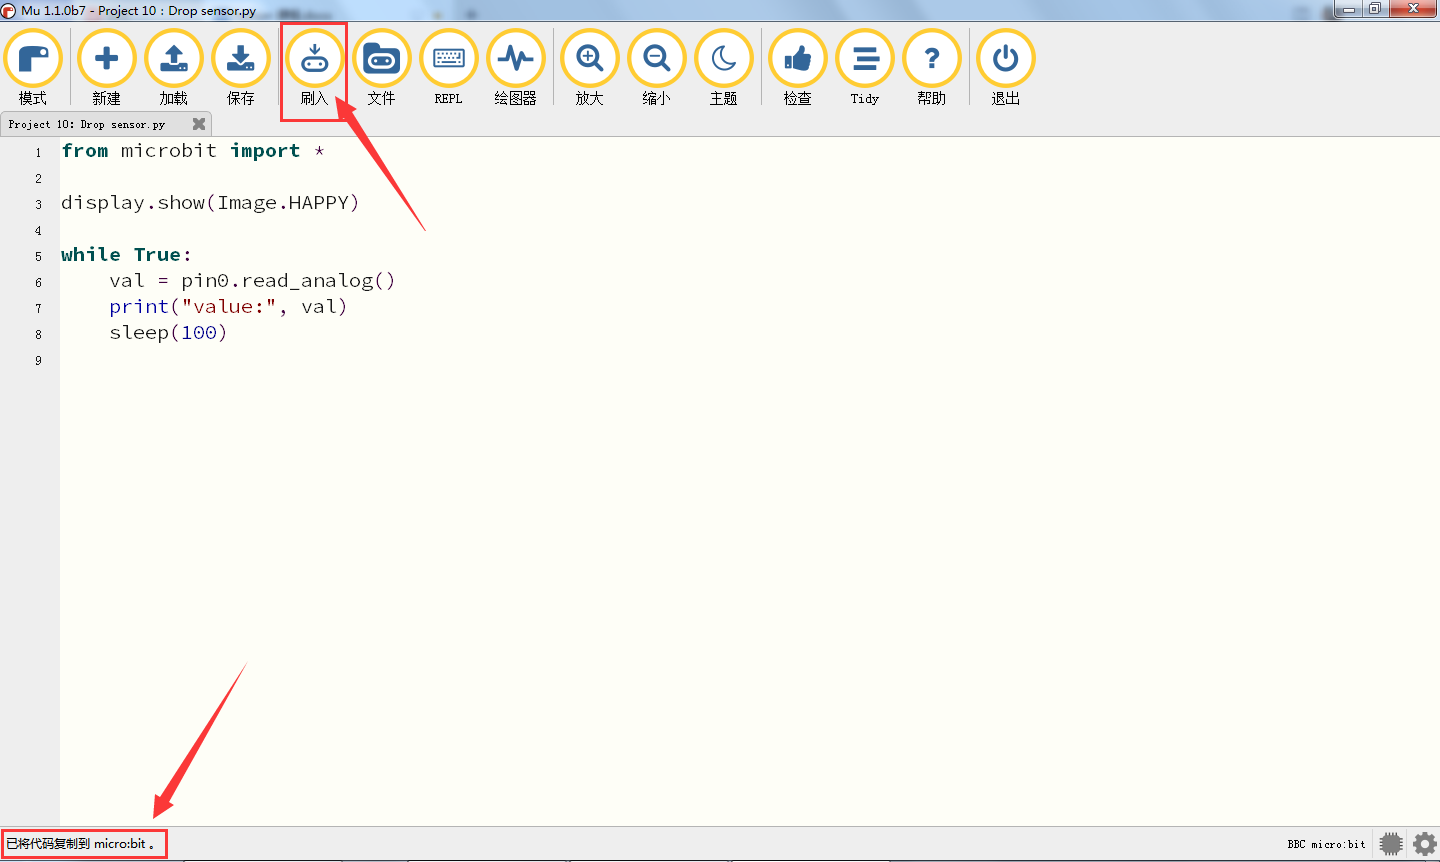 Mu 1.1.0b7 - Project 10：Drop sensor.py
模式 新建 加载 保存 刷入 文件 REPL 绘图器 放大 缩小 主题 检查 Tidy 帮助 退出
Project 10：Drop sensor.py
1 from microbit import *
2
3 display.show(Image.HAPPY)
4
5 while True:
6     val = pin0.read_analog()
7     print("value:", val)
8     sleep(100)
9
已将代码复制到 micro:bit 。
BBC micro:bit